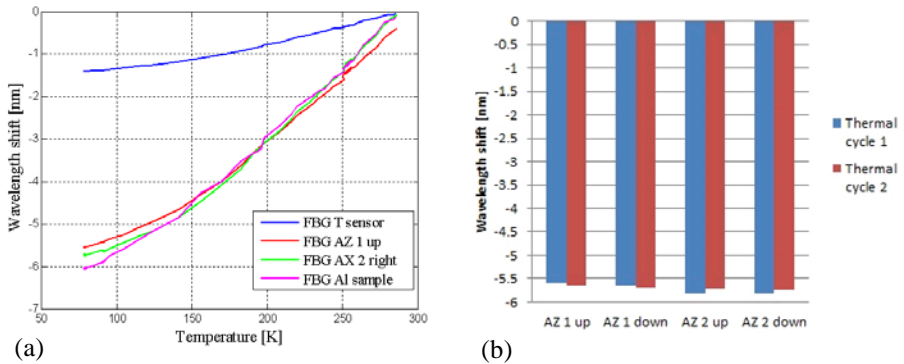 (a)
Wavelength shift [nm]
0
-1
-2
-3
-4
-5
-6
-7
50
100
150
200
250
300
Temperature [K]
FBG T sensor
FBG AZ 1 up
FBG AX 2 right
FBG Al sample
(b)
Wavelength shift [nm]
0
-0.5
-1
-1.5
-2
-2.5
-3
-3.5
-4
-4.5
-5
-5.5
-6
AZ 1 up
AZ 1 down
AZ 2 up
AZ 2 down
Thermal
cycle 1
Thermal
cycle 2